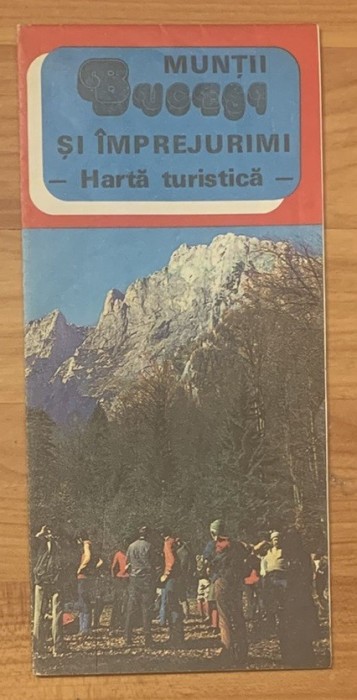 MUNȚII
Bucegi
ȘI ÎMPREJURIMI
- Hartă turistică -